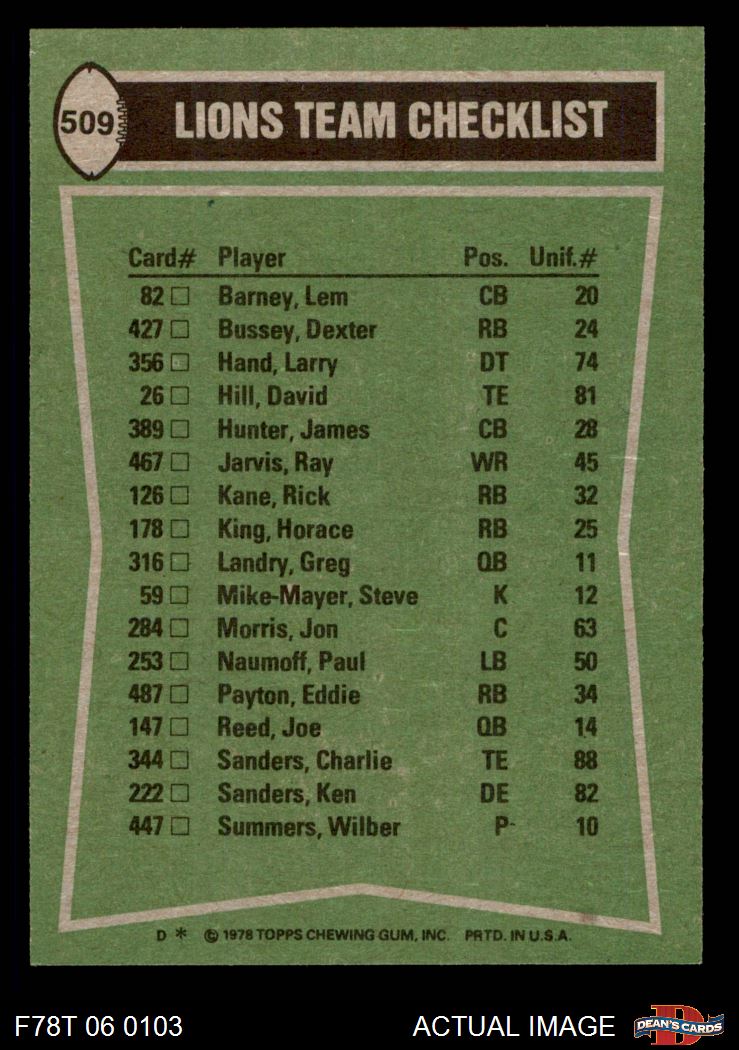 509
LIONS TEAM CHECKLIST
Card# Player Pos. Unif.#
82 □ Barney, Lem CB 20
427 □ Bussey, Dexter RB 24
356 □ Hand, Larry DT 74
26 □ Hill, David TE 81
389 □ Hunter, James CB 28
467 □ Jarvis, Ray WR 45
126 □ Kane, Rick RB 32
178 □ King, Horace RB 25
316 □ Landry, Greg QB 11
59 □ Mike-Mayer, Steve K 12
284 □ Morris, Jon C 63
253 □ Naumoff, Paul LB 50
487 □ Payton, Eddie RB 34
147 □ Reed, Joe QB 14
344 □ Sanders, Charlie TE 88
222 □ Sanders, Ken DE 82
447 □ Summers, Wilber P 10
D * © 1978 TOPPS CHEWING GUM, INC. PRTD. IN U.S.A.
F78T 06 0103 ACTUAL IMAGE D DEAN'S CARDS